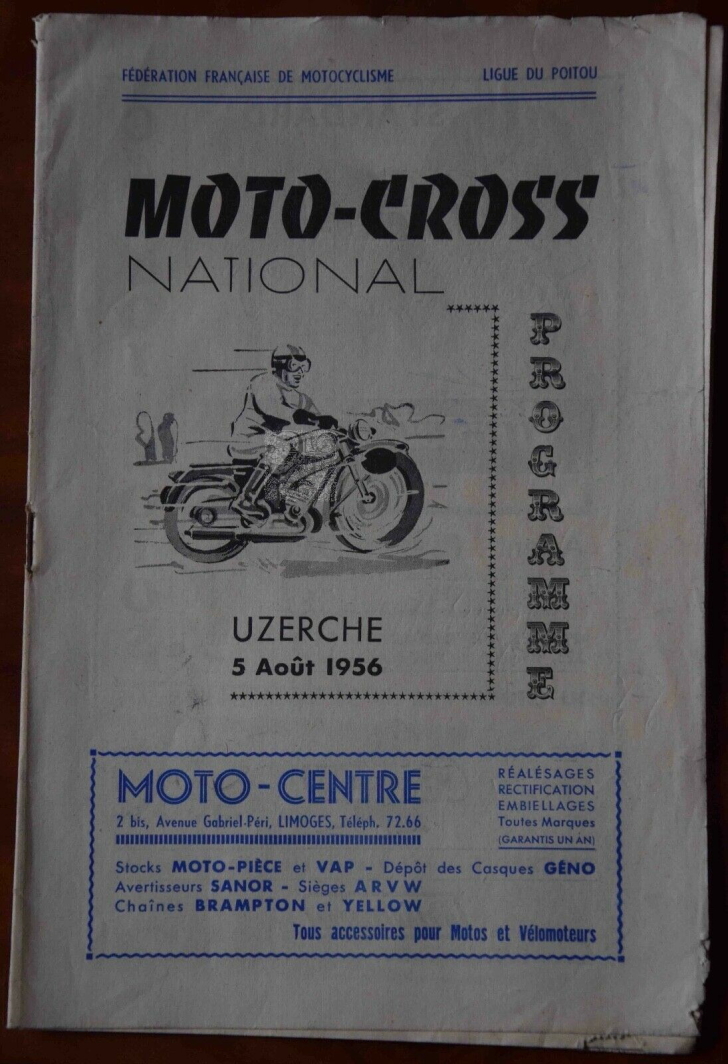 FÉDÉRATION FRANÇAISE DE MOTOCYCLISME LIGUE DU POITOU
MOTO-CROSS
NATIONAL
PROGRAMME
UZERCHE
5 Août 1956
MOTO-CENTRE
2 bis, Avenue Gabriel-Péri, LIMOGES, Téléph. 72.66
RÉALÉSAGES
RECTIFICATION
EMBIELLAGES
Toutes Marques
(GARANTIS UN AN)
Stocks MOTO-PIÈCE et VAP - Dépôt des Casques GÉNO
Avertisseurs SANOR - Sièges ARVW
Chaînes BRAMPTON et YELLOW
Tous accessoires pour Motos et Vélomoteurs